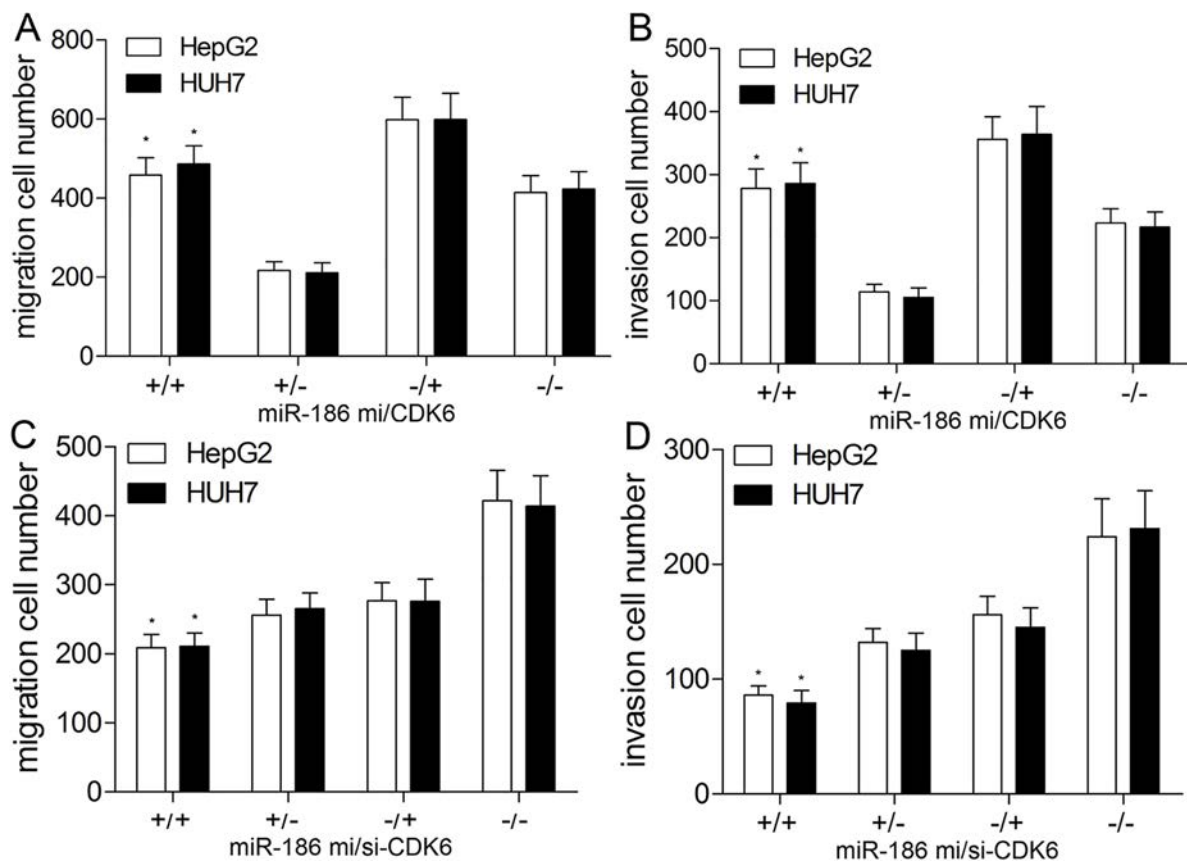 A
migration cell number
800
600
400
200
0
HepG2
HUH7
* *
+/+ +/- -/+ -/-
miR-186 mi/CDK6
B
invasion cell number
500
400
300
200
100
0
HepG2
HUH7
* *
+/+ +/- -/+ -/-
miR-186 mi/CDK6
C
migration cell number
500
400
300
200
100
0
HepG2
HUH7
* *
+/+ +/- -/+ -/-
miR-186 mi/si-CDK6
D
invasion cell number
300
200
100
0
HepG2
HUH7
* *
+/+ +/- -/+ -/-
miR-186 mi/si-CDK6